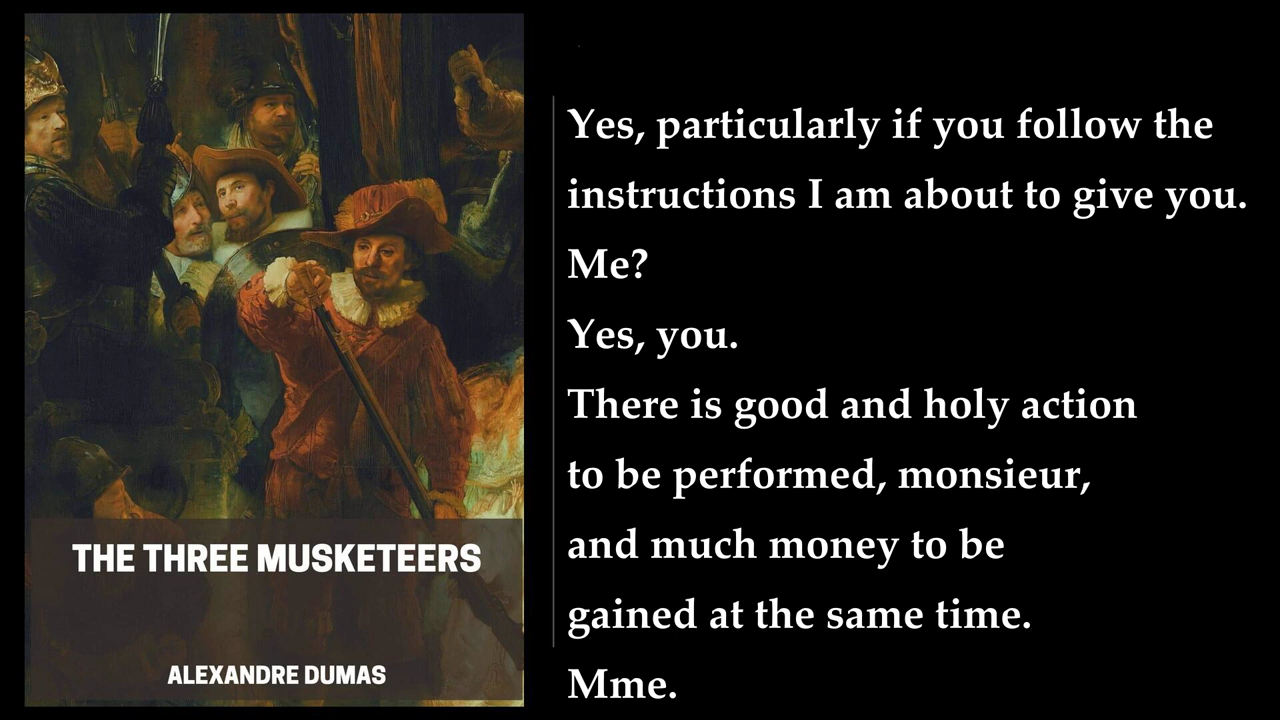 THE THREE MUSKETEERS
ALEXANDRE DUMAS
Yes, particularly if you follow the
instructions I am about to give you.
Me?
Yes, you.
There is good and holy action
to be performed, monsieur,
and much money to be
gained at the same time.
Mme.